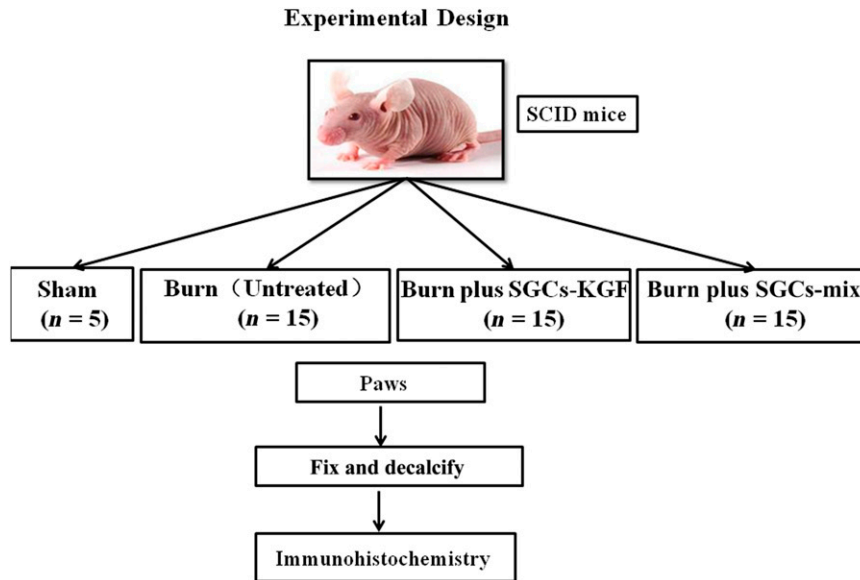 Experimental Design
SCID mice
Sham
(n = 5)
Burn（Untreated）
(n = 15)
Burn plus SGCs-KGF
(n = 15)
Burn plus SGCs-mix
(n = 15)
Paws
Fix and decalcify
Immunohistochemistry